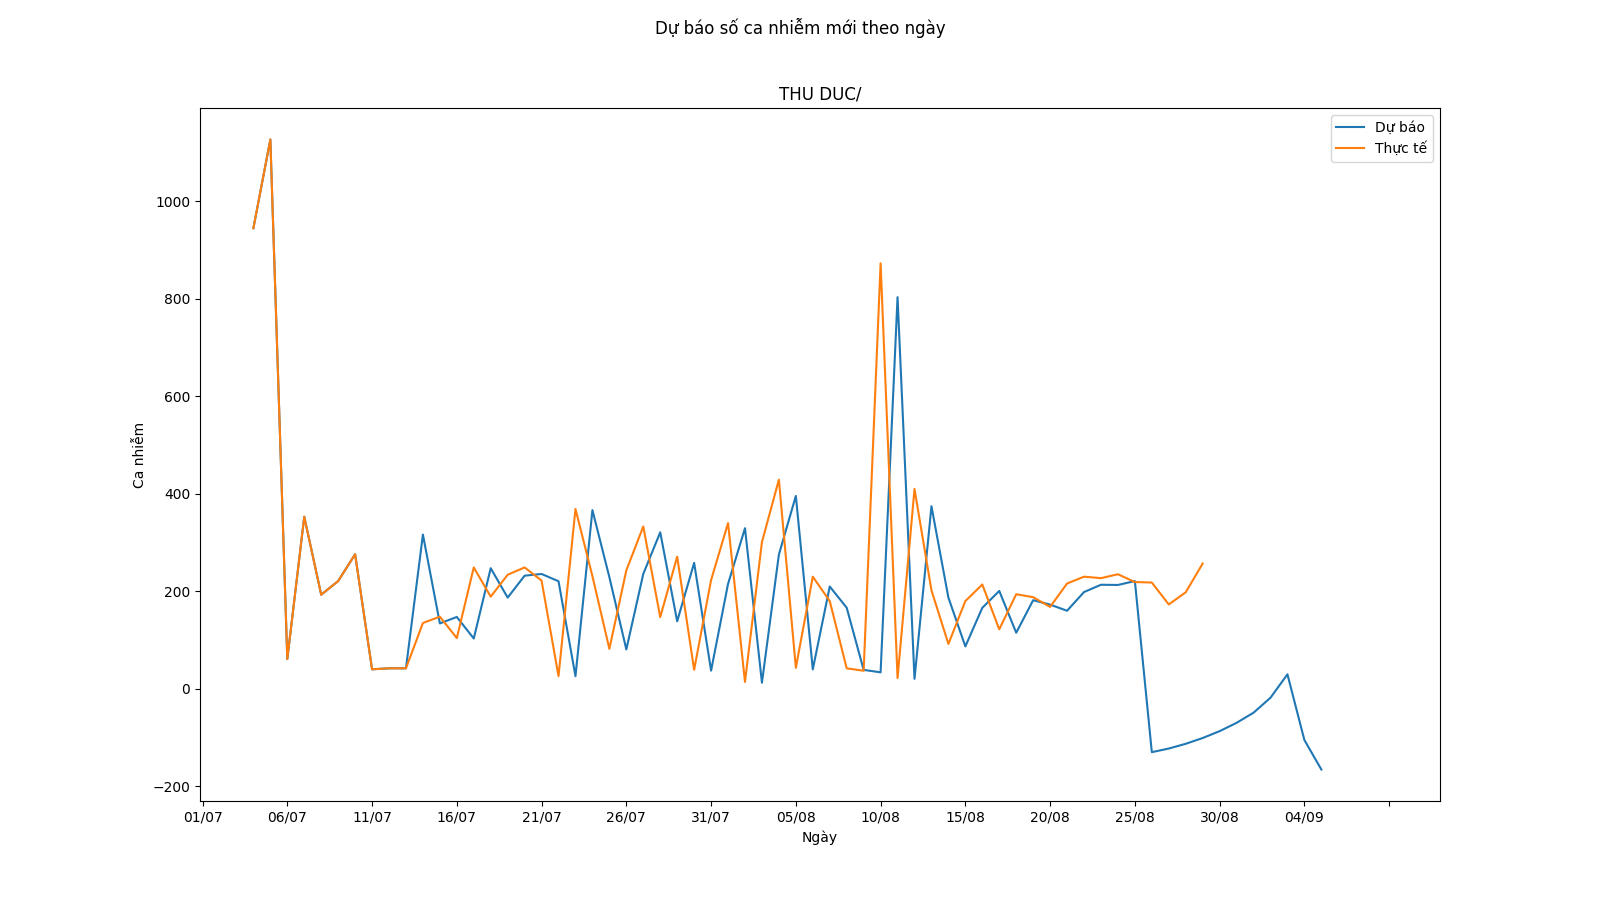 Dự báo số ca nhiễm mới theo ngày
THU DUC/
Dự báo
Thực tế
1000
800
600
400
200
0
−200
Ca nhiễm
01/07 06/07 11/07 16/07 21/07 26/07 31/07 05/08 10/08 15/08 20/08 25/08 30/08 04/09
Ngày